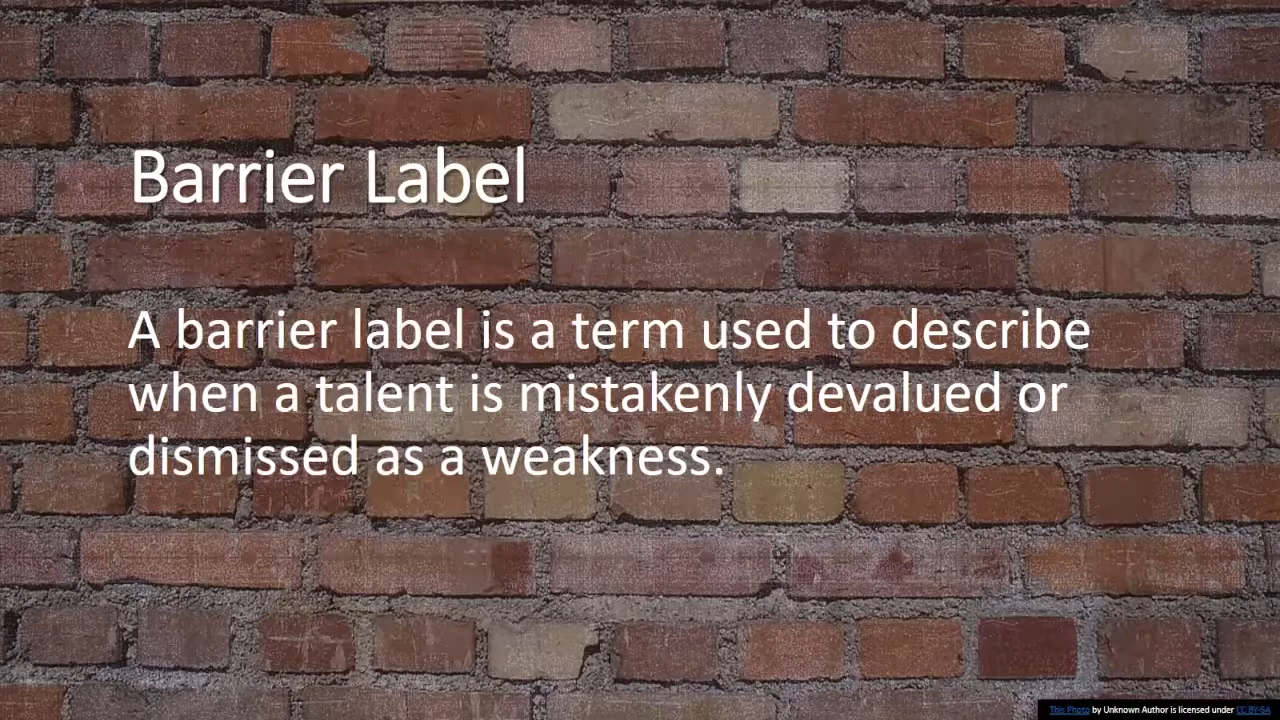 Barrier Label
A barrier label is a term used to describe
when a talent is mistakenly devalued or
dismissed as a weakness.
This Photo by Unknown Author is licensed under CC BY-SA